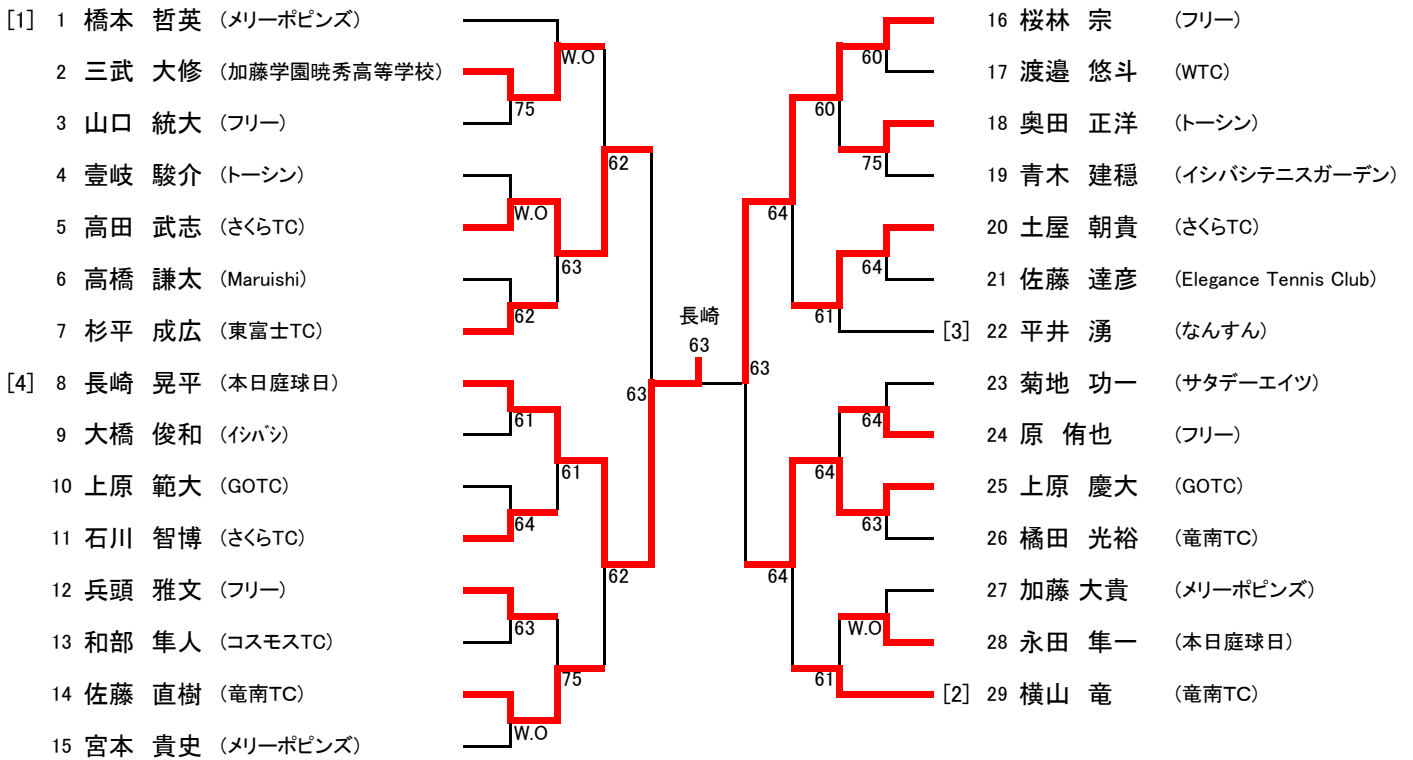 [1] 1 橋本 哲英 (メリーポピンズ)
2 三武 大修 (加藤学園暁秀高等学校)
3 山口 統大 (フリー)
4 壹岐 駿介 (トーシン)
5 高田 武志 (さくらTC)
6 高橋 謙太 (Maruishi)
7 杉平 成広 (東富士TC)
[4] 8 長崎 晃平 (本日庭球日)
9 大橋 俊和 (イシバシ)
10 上原 範大 (GOTC)
11 石川 智博 (さくらTC)
12 兵頭 雅文 (フリー)
13 和部 隼人 (コスモスTC)
14 佐藤 直樹 (竜南TC)
15 宮本 貴史 (メリーポピンズ)
75
W.O
62
61
64
63
W.O
W.O
63
61
75
62
62
63
長崎
63
63
64
64
60
61
64
61
60
75
64
64
63
W.O
16 桜林 宗 (フリー)
17 渡邉 悠斗 (WTC)
18 奥田 正洋 (トーシン)
19 青木 建穏 (イシバシテニスガーデン)
20 土屋 朝貴 (さくらTC)
21 佐藤 達彦 (Elegance Tennis Club)
[3] 22 平井 湧 (なんすん)
23 菊地 功一 (サタデーエイツ)
24 原 侑也 (フリー)
25 上原 慶大 (GOTC)
26 橘田 光裕 (竜南TC)
27 加藤 大貴 (メリーポピンズ)
28 永田 隼一 (本日庭球日)
[2] 29 横山 竜 (竜南TC)